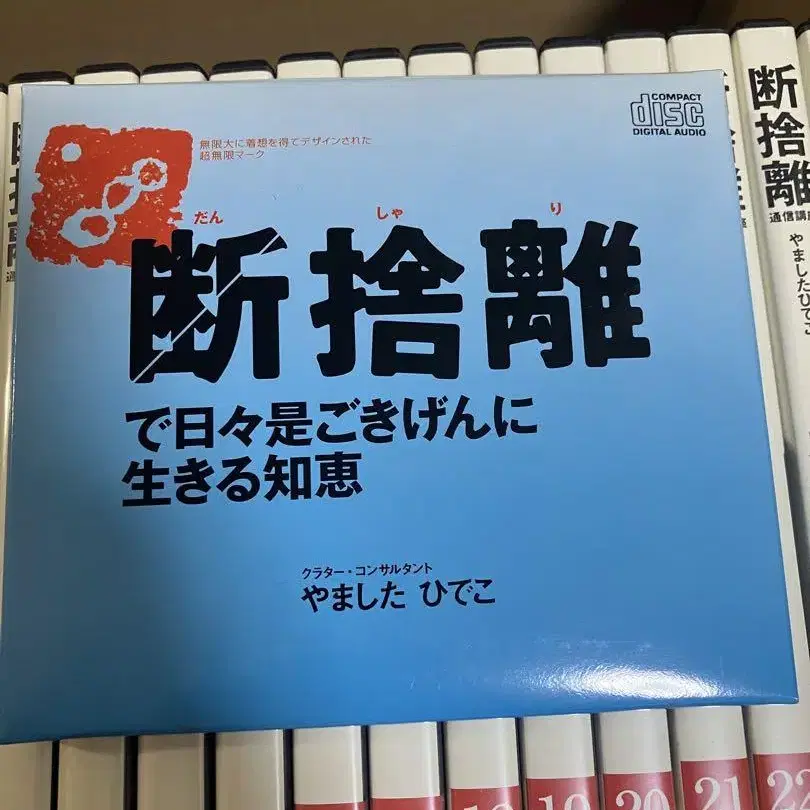 COMPACT
disc
DIGITAL AUDIO
無限大に着想を得てデザインされた
超無限マーク
だん しゃ り
断捨離
で日々是ごきげんに
生きる知恵
クラター・コンサルタント
やました ひでこ
断捨離
通信講座
やましたひでこ
19
20
21
22